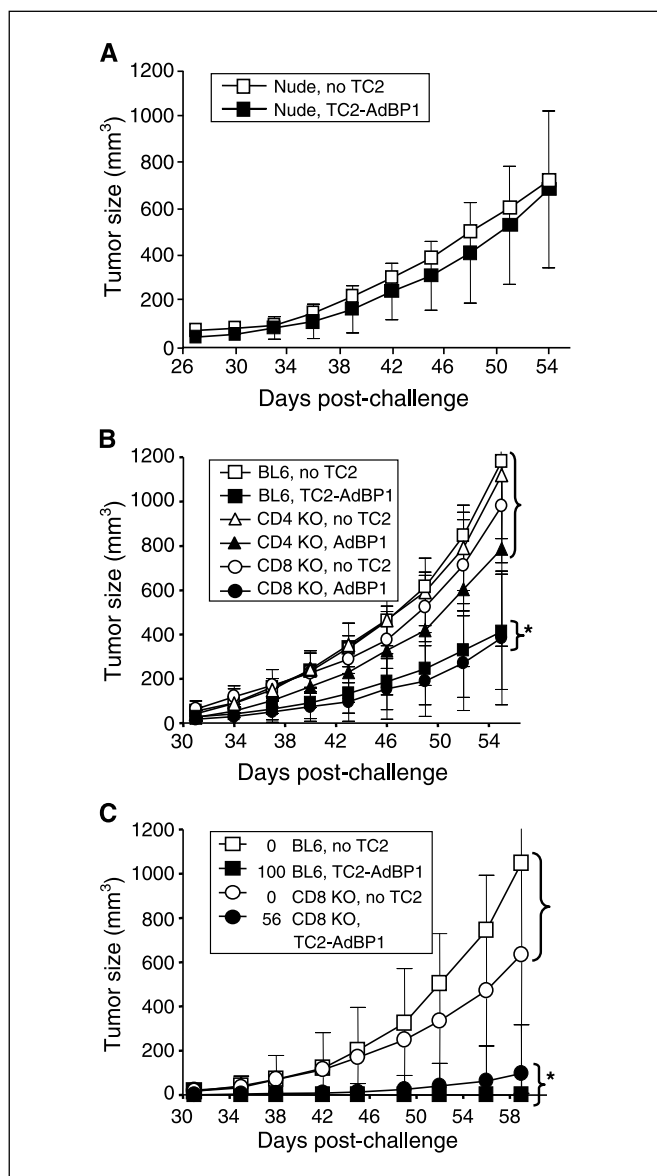 A
1200
1000
800
600
400
200
0
Tumor size (mm³)
Nude, no TC2
Nude, TC2-AdBP1
26 30 34 38 42 46 50 54
Days post-challenge
B
1200
1000
800
600
400
200
0
Tumor size (mm³)
BL6, no TC2
BL6, TC2-AdBP1
CD4 KO, no TC2
CD4 KO, AdBP1
CD8 KO, no TC2
CD8 KO, AdBP1
*
30 34 38 42 46 50 54
Days post-challenge
C
1200
1000
800
600
400
200
0
Tumor size (mm³)
0 BL6, no TC2
100 BL6, TC2-AdBP1
0 CD8 KO, no TC2
56 CD8 KO,
TC2-AdBP1
*
31 35 38 42 46 50 54 58
Days post-challenge